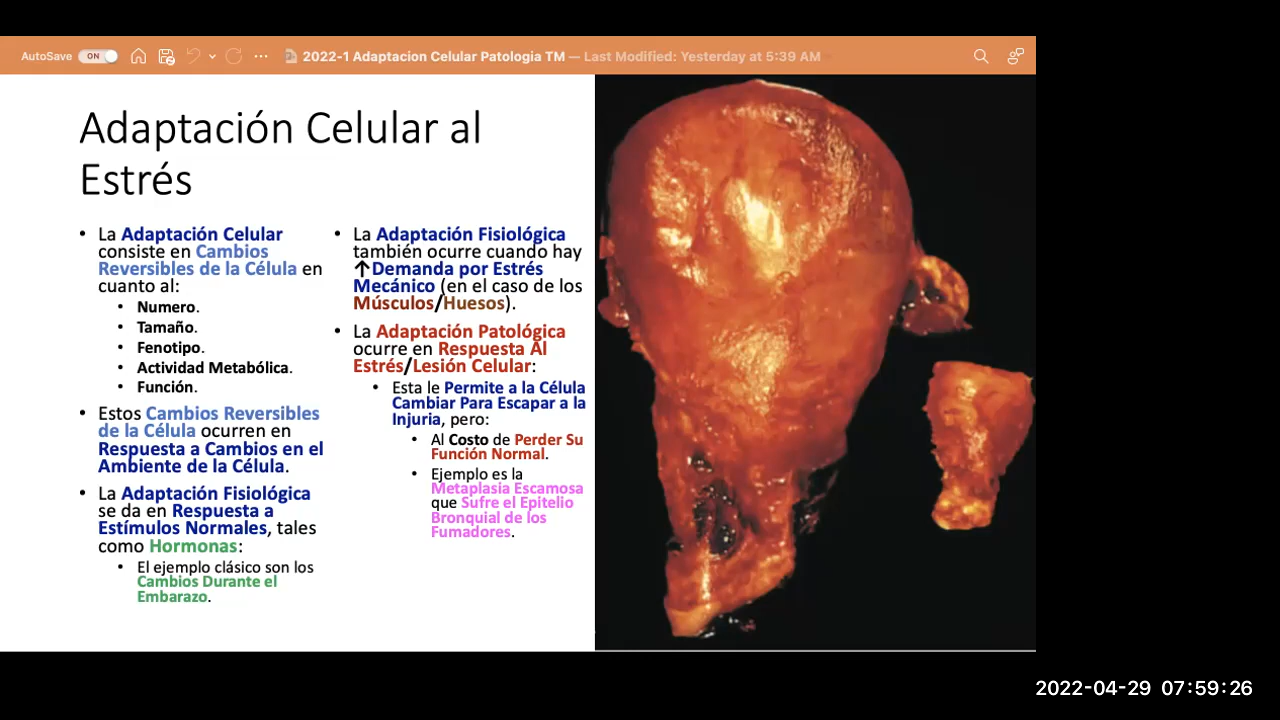 AutoSave ON ... 2022-1 Adaptacion Celular Patologia TM — Last Modified: Yesterday at 5:39 AM
Adaptación Celular al
Estrés
• La Adaptación Celular
consiste en Cambios
Reversibles de la Célula en
cuanto al:
• Numero.
• Tamaño.
• Fenotipo.
• Actividad Metabólica.
• Función.
• Estos Cambios Reversibles
de la Célula ocurren en
Respuesta a Cambios en el
Ambiente de la Célula.
• La Adaptación Fisiológica
se da en Respuesta a
Estímulos Normales, tales
como Hormonas:
• El ejemplo clásico son los
Cambios Durante el
Embarazo.
• La Adaptación Fisiológica
también ocurre cuando hay
↑Demanda por Estrés
Mecánico (en el caso de los
Músculos/Huesos).
• La Adaptación Patológica
ocurre en Respuesta Al
Estrés/Lesión Celular:
• Esta le Permite a la Célula
Cambiar Para Escapar a la
Injuria, pero:
• Al Costo de Perder Su
Función Normal.
• Ejemplo es la
Metaplasia Escamosa
que Sufre el Epitelio
Bronquial de los
Fumadores.
2022-04-29 07:59:26